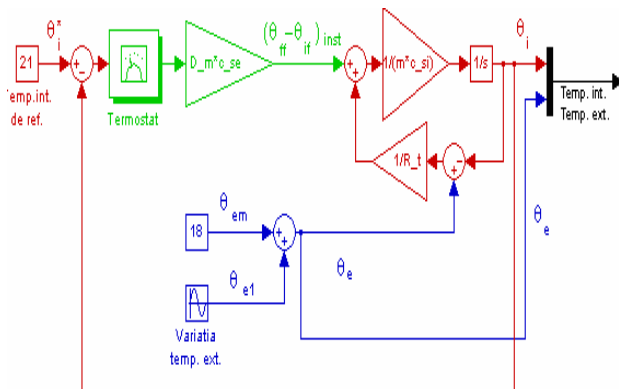 θ*i
21
Temp.int.
de ref.
Termostat
D_m*c_se
(θff-θif)inst
1/(m*c_si)
1/s
θi
Temp. int.
Temp. ext.
1/R_t
θem
18
θe1
θe
θe
Variatia
temp. ext.